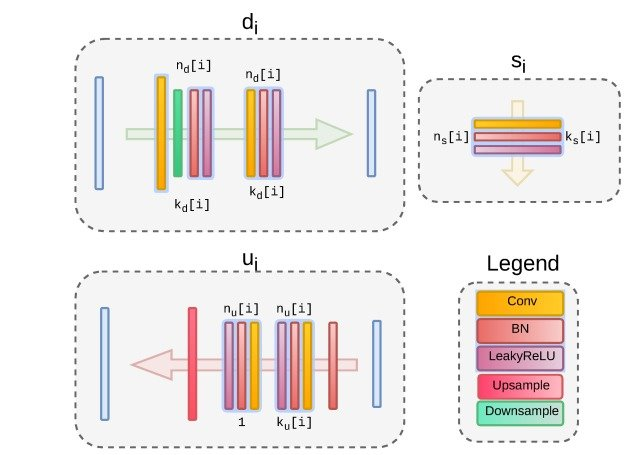 d_i
n_d[i]
n_d[i]
k_d[i]
k_d[i]
s_i
n_s[i]
k_s[i]
u_i
n_u[i]
n_u[i]
1
k_u[i]
Legend
Conv
BN
LeakyReLU
Upsample
Downsample